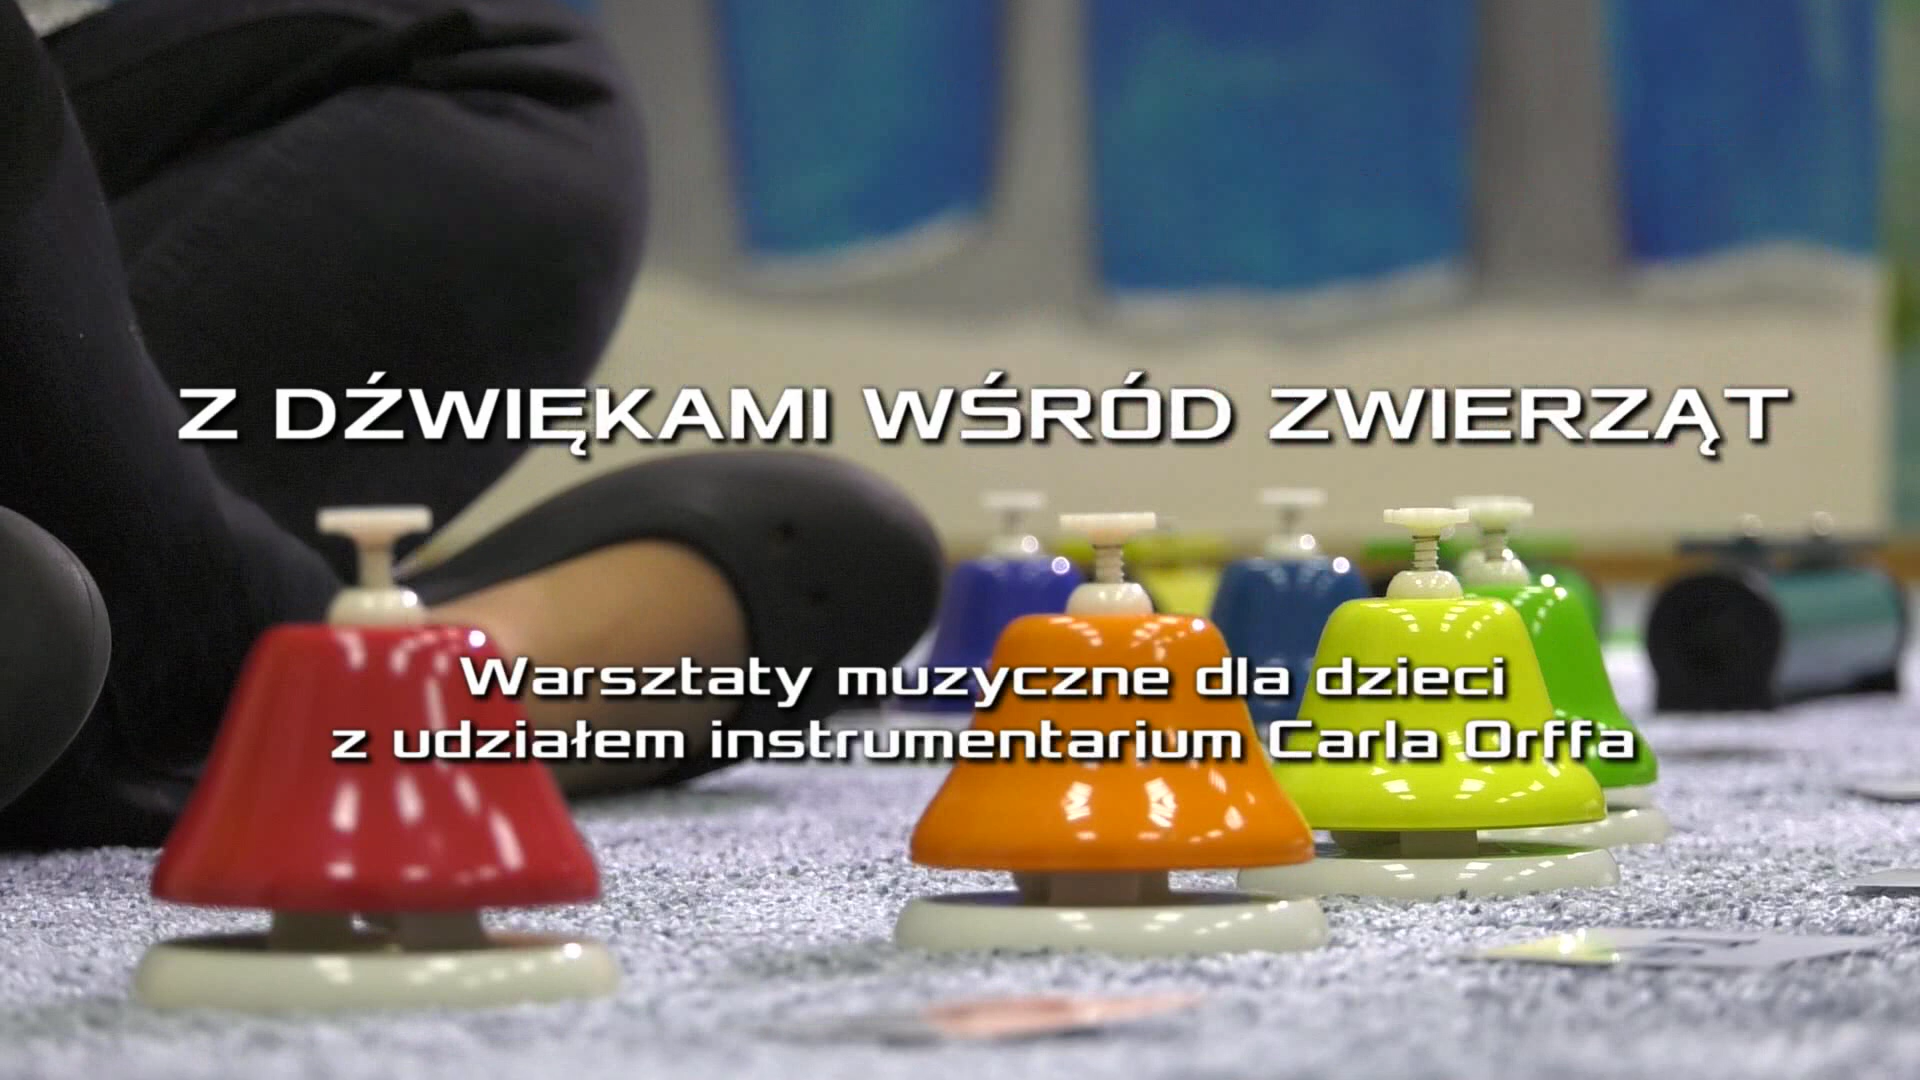 Z DŹWIĘKAMI WŚRÓD ZWIERZĄT
Warsztaty muzyczne dla dzieci
z udziałem instrumentarium Carla Orffa